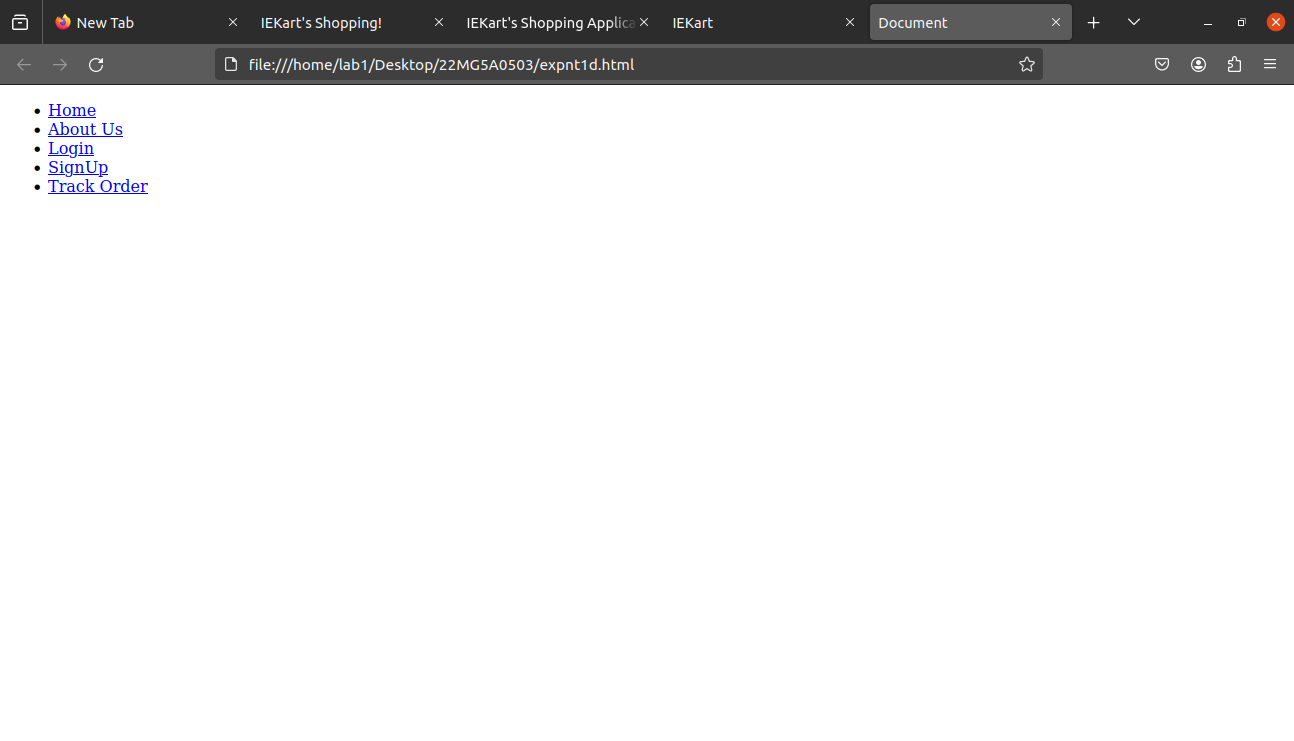 New Tab
IEKart's Shopping!
IEKart's Shopping Applica
IEKart
Document
file:///home/lab1/Desktop/22MG5A0503/expnt1d.html
Home
About Us
Login
SignUp
Track Order